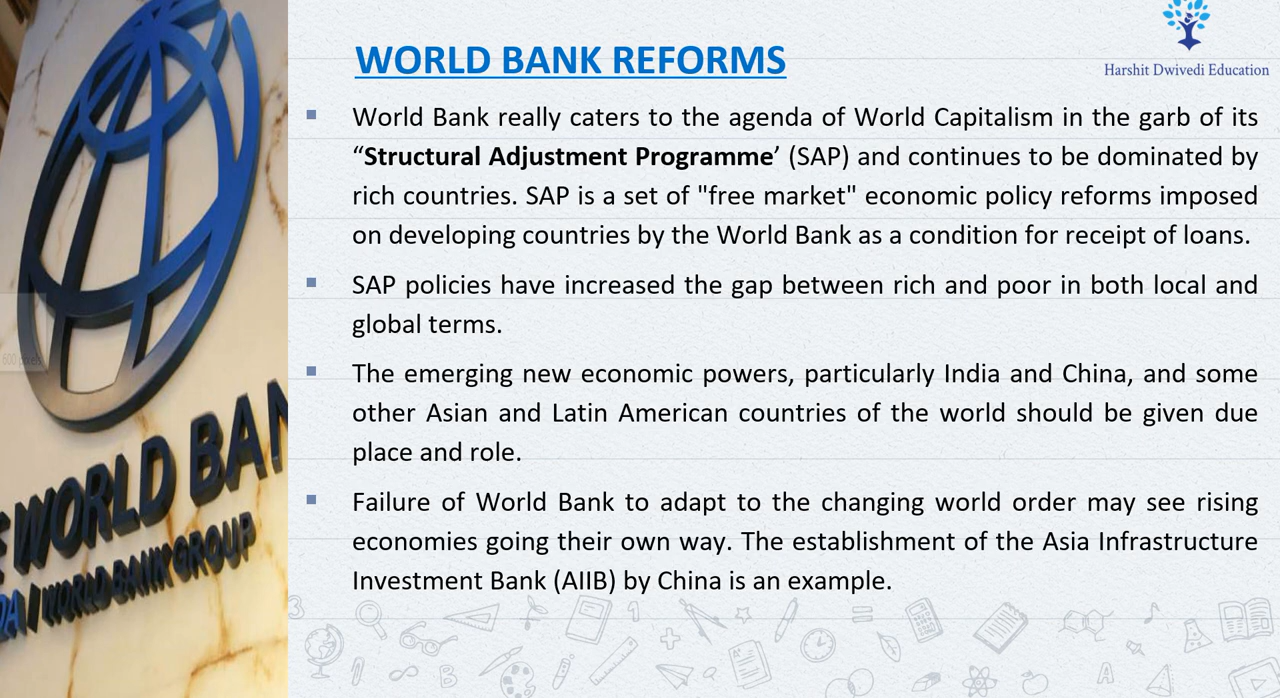 WORLD BANK REFORMS
Harshit Dwivedi Education
▪ World Bank really caters to the agenda of World Capitalism in the garb of its
“Structural Adjustment Programme’ (SAP) and continues to be dominated by
rich countries. SAP is a set of "free market" economic policy reforms imposed
on developing countries by the World Bank as a condition for receipt of loans.
▪ SAP policies have increased the gap between rich and poor in both local and
global terms.
▪ The emerging new economic powers, particularly India and China, and some
other Asian and Latin American countries of the world should be given due
place and role.
▪ Failure of World Bank to adapt to the changing world order may see rising
economies going their own way. The establishment of the Asia Infrastructure
Investment Bank (AIIB) by China is an example.
E WORLD BAN
DA | WORLD BANK GROUP